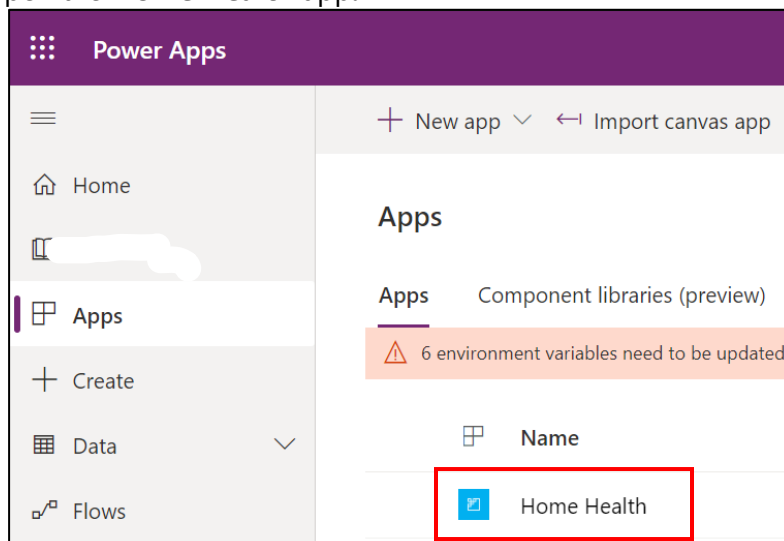 Power Apps
New app
Import canvas app
Home
Apps
Apps
Component libraries (preview)
Apps
6 environment variables need to be updated
Create
Name
Data
Home Health
Flows